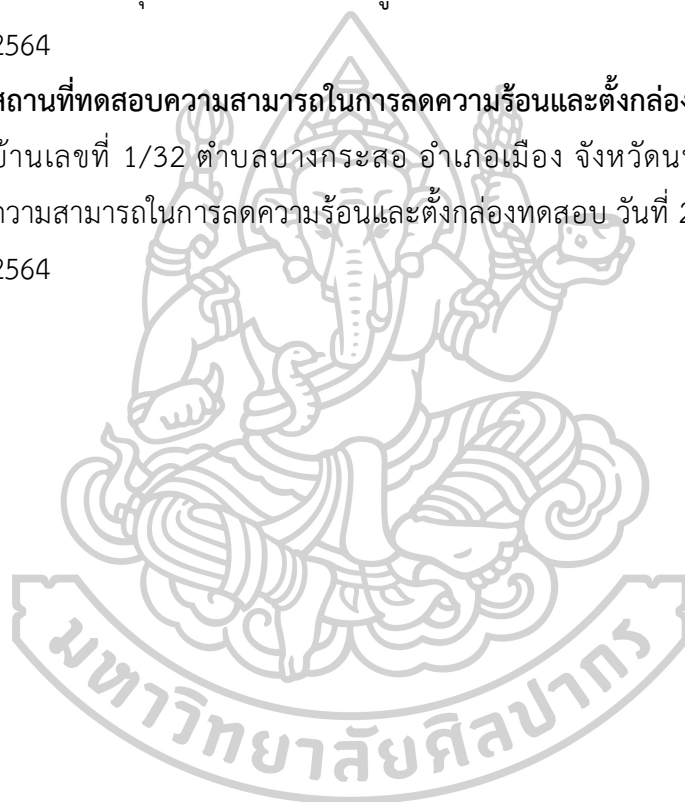 2564
สถานที่ทดสอบความสามารถในการลดความร้อนและตั้งกล่อง
บ้านเลขที่ 1/32 ตำบลบางกระสอ อำเภอเมือง จังหวัด
ความสามารถในการลดความร้อนและตั้งกล่องทดสอบ วันที่ 2
2564
มหาวิทยาลัยศิลปากร